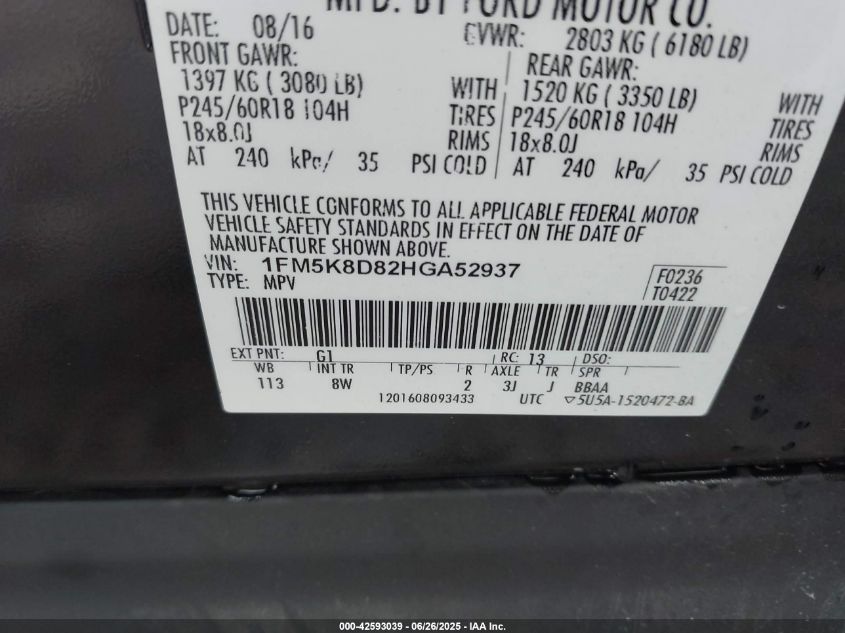 MFD. BY FORD MOTOR CO.
DATE: 08/16 GVWR: 2803 KG ( 6180 LB)
FRONT GAWR: REAR GAWR:
1397 KG ( 3080 LB) WITH 1520 KG ( 3350 LB) WITH
P245/60R18 104H TIRES P245/60R18 104H TIRES
18x8.0J RIMS 18x8.0J RIMS
AT 240 kPa/ 35 PSI COLD AT 240 kPa/ 35 PSI COLD
THIS VEHICLE CONFORMS TO ALL APPLICABLE FEDERAL MOTOR
VEHICLE SAFETY STANDARDS IN EFFECT ON THE DATE OF
MANUFACTURE SHOWN ABOVE.
VIN: 1FM5K8D82HGA52937
TYPE: MPV
F0236
T0422
EXT PNT: G1 RC: 13 DSO:
WB INT TR TP/PS R AXLE TR SPR
113 8W 2 3J J BBAA
1201608093433 UTC ▽5U5A-1520472-BA
000-42593039 - 06/26/2025 - IAA Inc.